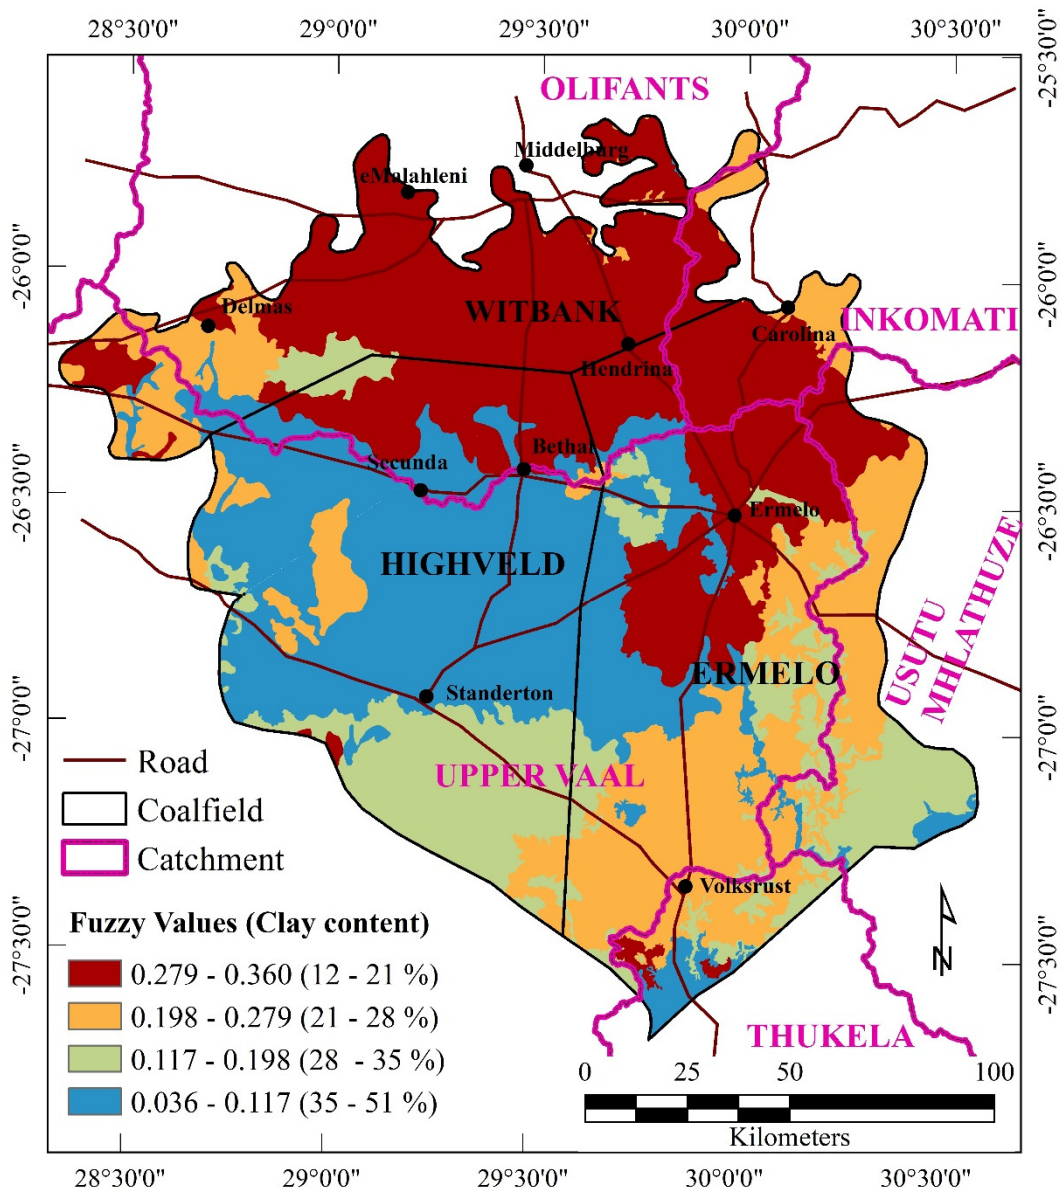 28°30'0" 29°0'0" 29°30'0" 30°0'0" 30°30'0"
-25°30'0"
-26°0'0"
-26°30'0"
-27°0'0"
-27°30'0"
-25°30'0"
-26°0'0"
-26°30'0"
-27°0'0"
-27°30'0"
OLIFANTS
Middelburg
eMalahleni
Delmas
WITBANK
Carolina
INKOMATI
Hendrina
Bethal
Secunda
Ermelo
HIGHVELD
ERMELO
USUTU
MHLATHUZE
Standerton
UPPER VAAL
Volksrust
THUKELA
Road
Coalfield
Catchment
Fuzzy Values (Clay content)
0.279 - 0.360 (12 - 21 %)
0.198 - 0.279 (21 - 28 %)
0.117 - 0.198 (28 - 35 %)
0.036 - 0.117 (35 - 51 %)
N
0 25 50 100
Kilometers
28°30'0" 29°0'0" 29°30'0" 30°0'0" 30°30'0"